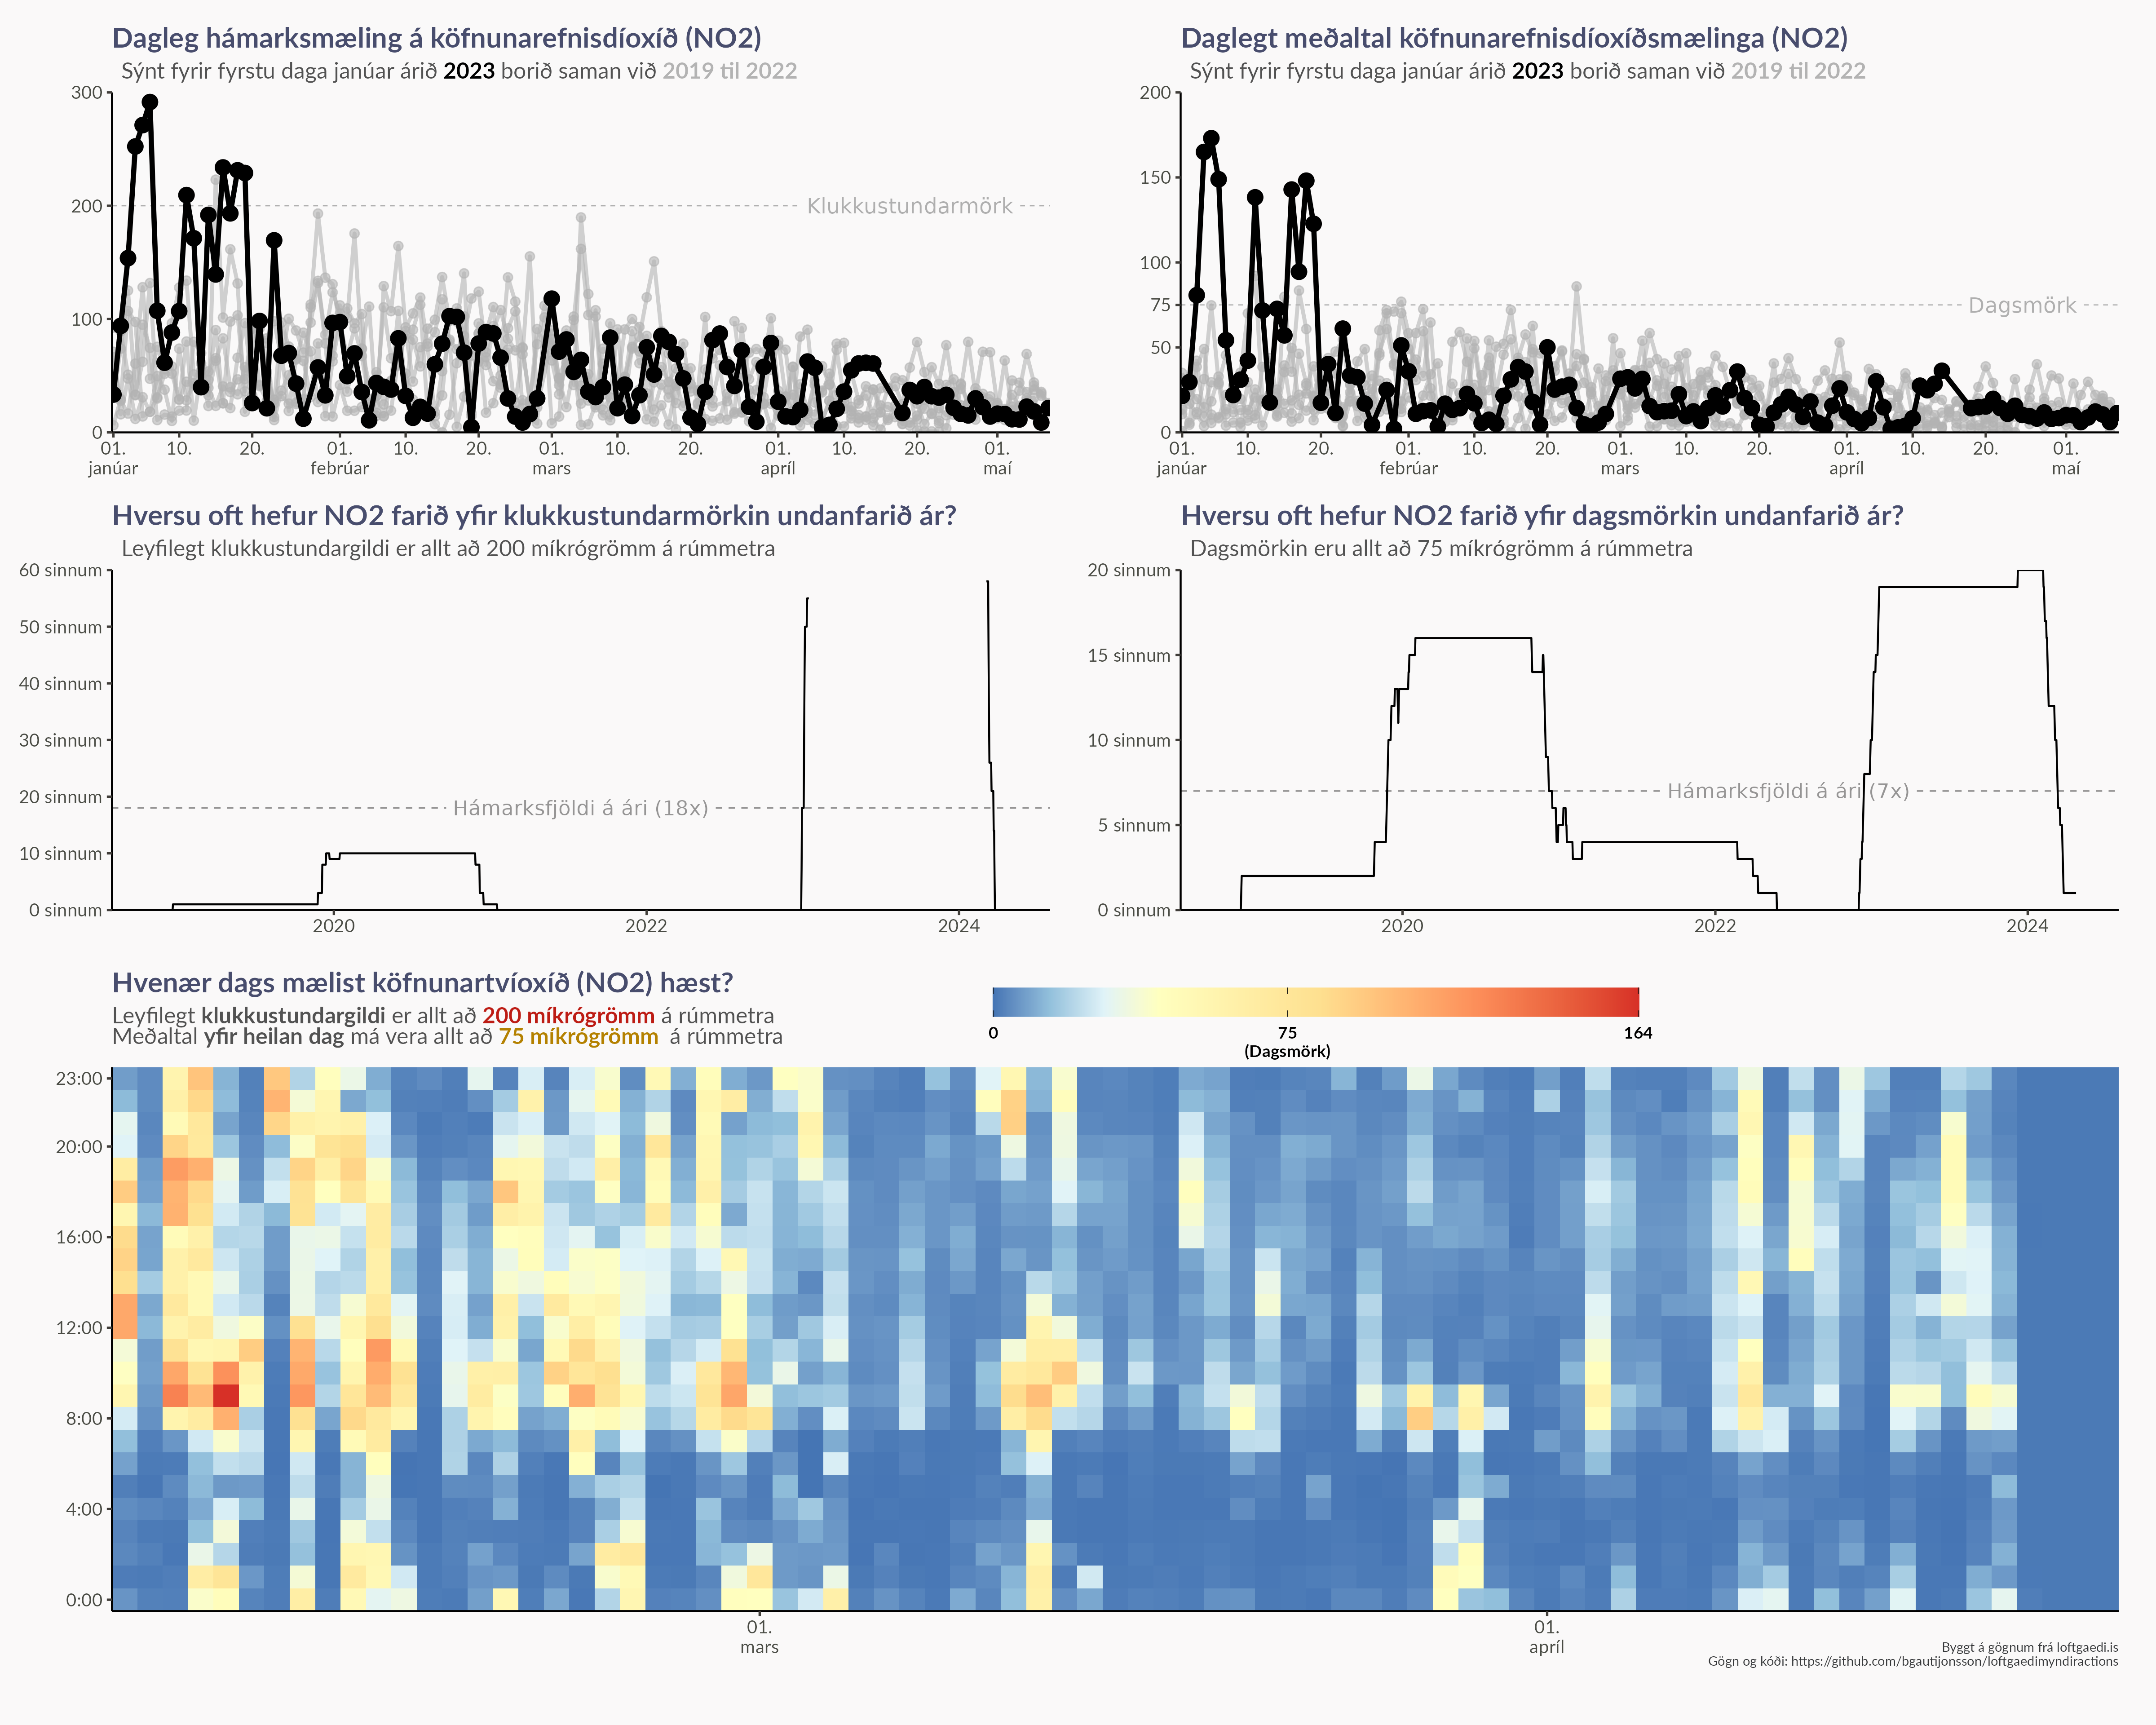 Dagleg hámarksmæling á köfnunarefnisdíoxíð (NO2)
Sýnt fyrir fyrstu daga janúar árið 2023 borið saman við 2019 til 2022
300
200
100
0
Klukkustundarmörk
01. 10. 20. 01. 10. 20. 01. 10. 20. 01. 10. 20. 01.
janúar febrúar mars apríl maí
Daglegt meðaltal köfnunarefnisdíoxíðsmælinga (NO2)
Sýnt fyrir fyrstu daga janúar árið 2023 borið saman við 2019 til 2022
200
150
100
75
50
0
Dagsmörk
01. 10. 20. 01. 10. 20. 01. 10. 20. 01. 10. 20. 01.
janúar febrúar mars apríl maí
Hversu oft hefur NO2 farið yfir klukkustundarmörkin undanfarið ár?
Leyfilegt klukkustundargildi er allt að 200 míkrógrömm á rúmmetra
60 sinnum
50 sinnum
40 sinnum
30 sinnum
20 sinnum
10 sinnum
0 sinnum
Hámarksfjöldi á ári (18x)
2020 2022 2024
Hversu oft hefur NO2 farið yfir dagsmörkin undanfarið ár?
Dagsmörkin eru allt að 75 míkrógrömm á rúmmetra
20 sinnum
15 sinnum
10 sinnum
5 sinnum
0 sinnum
Hámarksfjöldi á ári (7x)
2020 2022 2024
Hvenær dags mælist köfnunartvíoxíð (NO2) hæst?
Leyfilegt klukkustundargildi er allt að 200 míkrógrömm á rúmmetra
Meðaltal yfir heilan dag má vera allt að 75 míkrógrömm á rúmmetra
0 75 164
(Dagsmörk)
23:00
20:00
16:00
12:00
8:00
4:00
0:00
01. 01.
mars apríl
Byggt á gögnum frá loftgaedi.is
Gögn og kóði: https://github.com/bgautijonsson/loftgaedimyndiractions